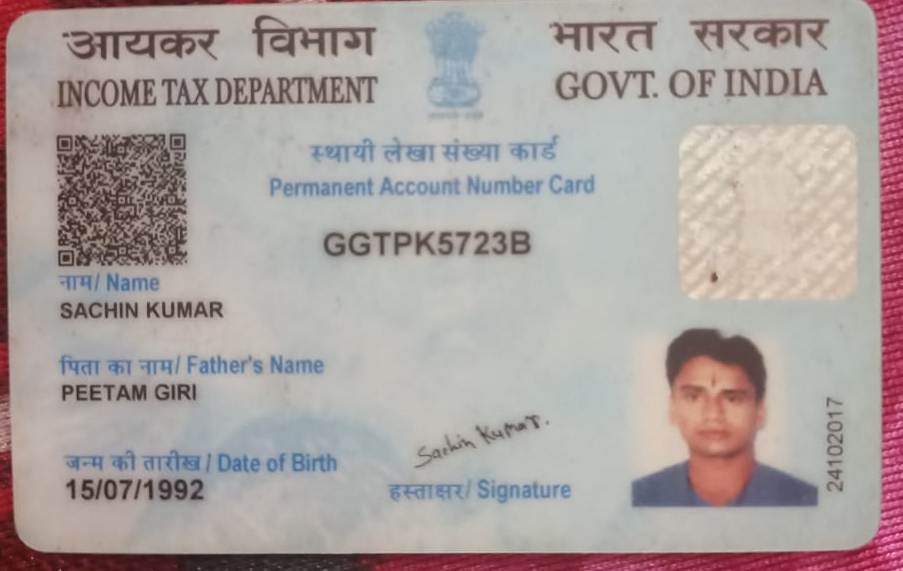 आयकर विभाग
INCOME TAX DEPARTMENT
भारत सरकार
GOVT. OF INDIA
स्थायी लेखा संख्या कार्ड
Permanent Account Number Card
GGTPK5723B
नाम/ Name
SACHIN KUMAR
पिता का नाम/ Father's Name
PEETAM GIRI
जन्म की तारीख/ Date of Birth
15/07/1992
Sachin Kumar.
हस्ताक्षर/ Signature
24102017